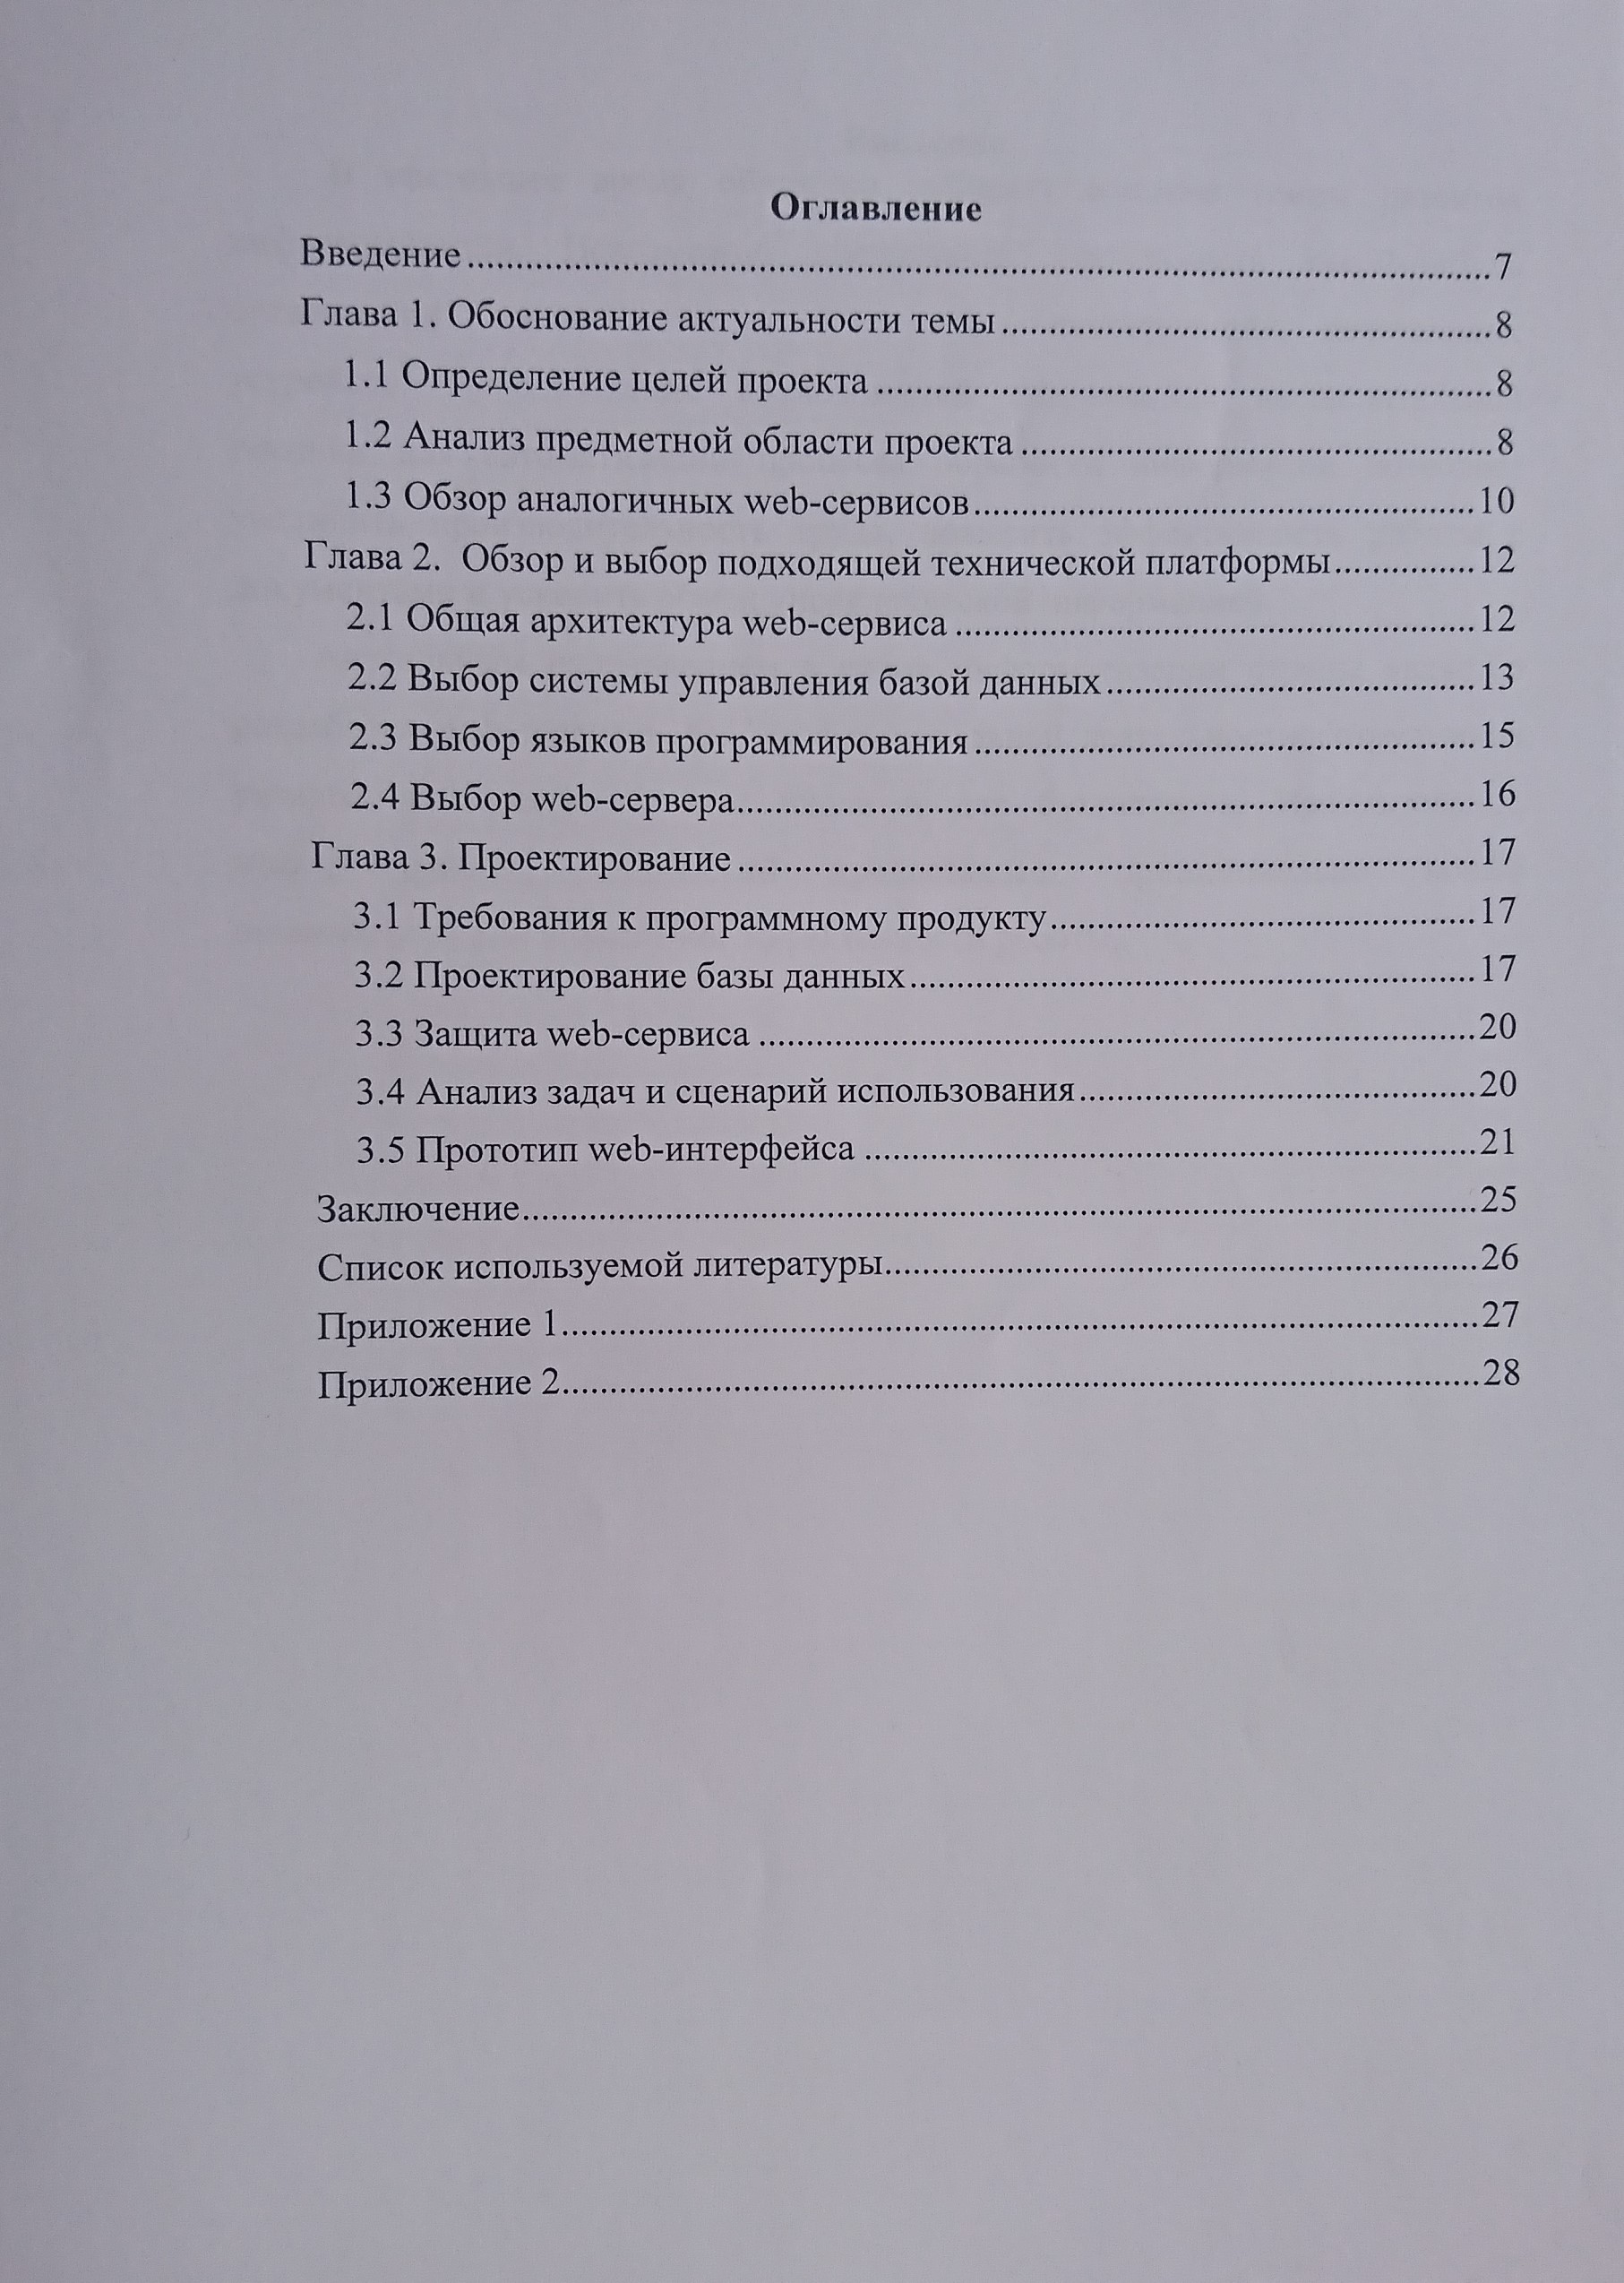 Оглавление
Введение....................7
Глава 1. Обоснование актуальности темы....................8
1.1 Определение целей проекта....................8
1.2 Анализ предметной области проекта....................8
1.3 Обзор аналогичных web-сервисов....................10
Глава 2.  Обзор и выбор подходящей технической платформы....................12
2.1 Общая архитектура web-сервиса....................12
2.2 Выбор системы управления базой данных....................13
2.3 Выбор языков программирования....................15
2.4 Выбор web-сервера....................16
Глава 3. Проектирование....................17
3.1 Требования к программному продукту....................17
3.2 Проектирование базы данных....................17
3.3 Защита web-сервиса....................20
3.4 Анализ задач и сценарий использования....................20
3.5 Прототип web-интерфейса....................21
Заключение....................25
Список используемой литературы....................26
Приложение 1....................27
Приложение 2....................28